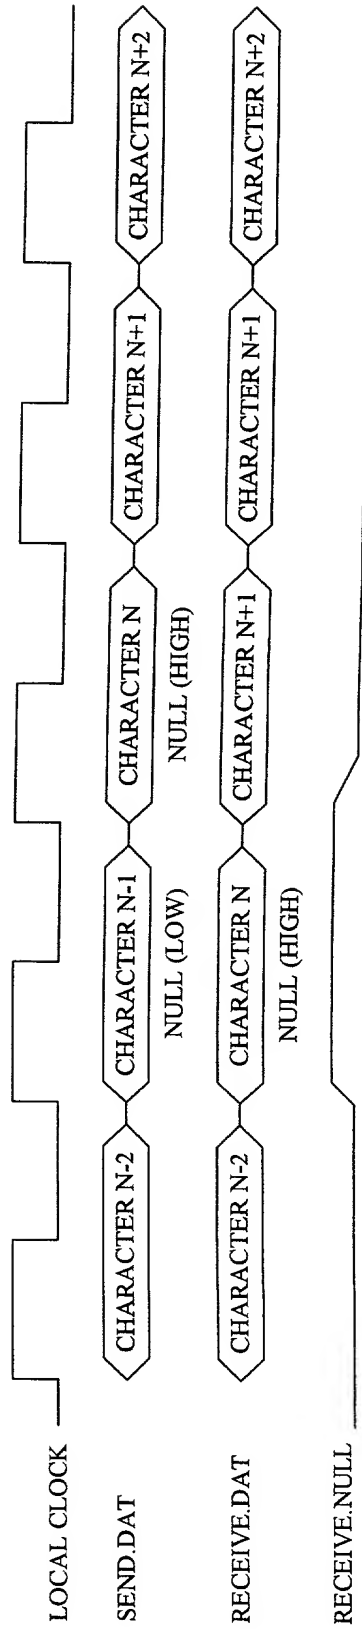 LOCAL CLOCK
SEND.DAT
CHARACTER N-2
CHARACTER N-1
CHARACTER N
CHARACTER N+1
CHARACTER N+2
NULL (LOW)
NULL (HIGH)
RECEIVE.DAT
CHARACTER N-2
CHARACTER N
CHARACTER N+1
CHARACTER N+1
CHARACTER N+2
NULL (HIGH)
RECEIVE.NULL